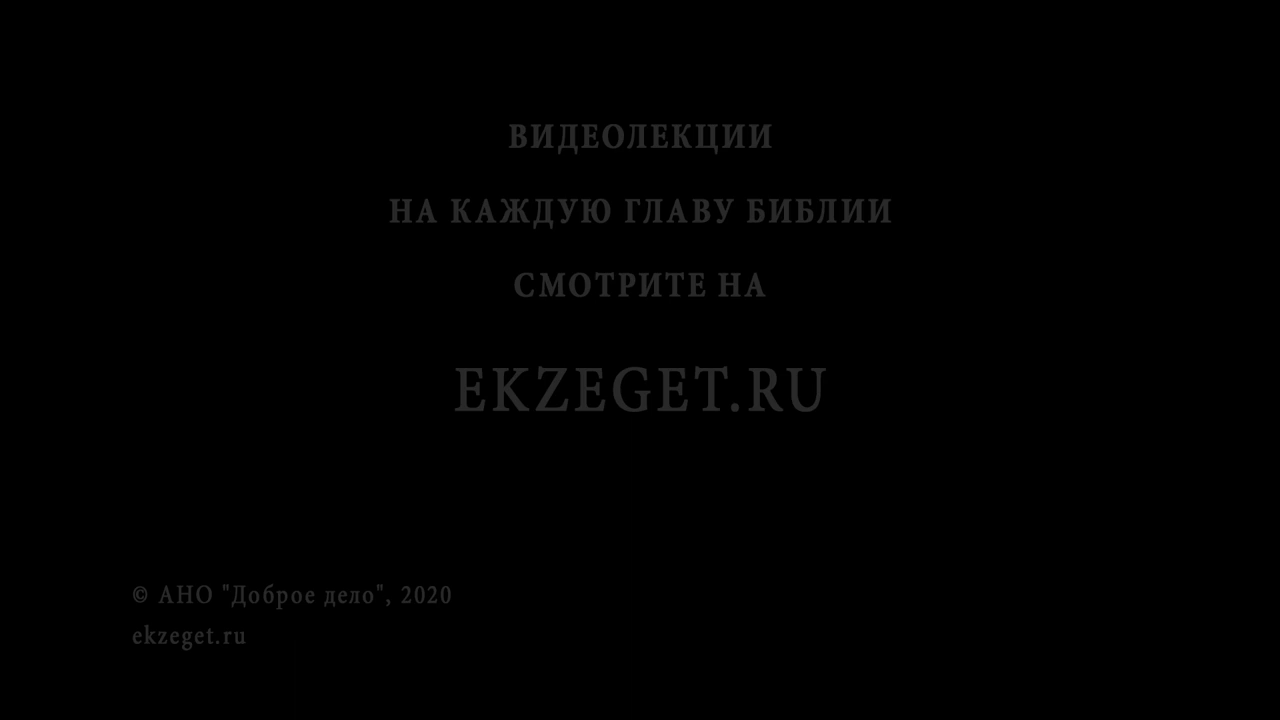 ВИДЕОЛЕКЦИИ
НА КАЖДУЮ ГЛАВУ БИБЛИИ
СМОТРИТЕ НА
EKZEGET.RU
© АНО "Доброе дело", 2020
ekzeget.ru